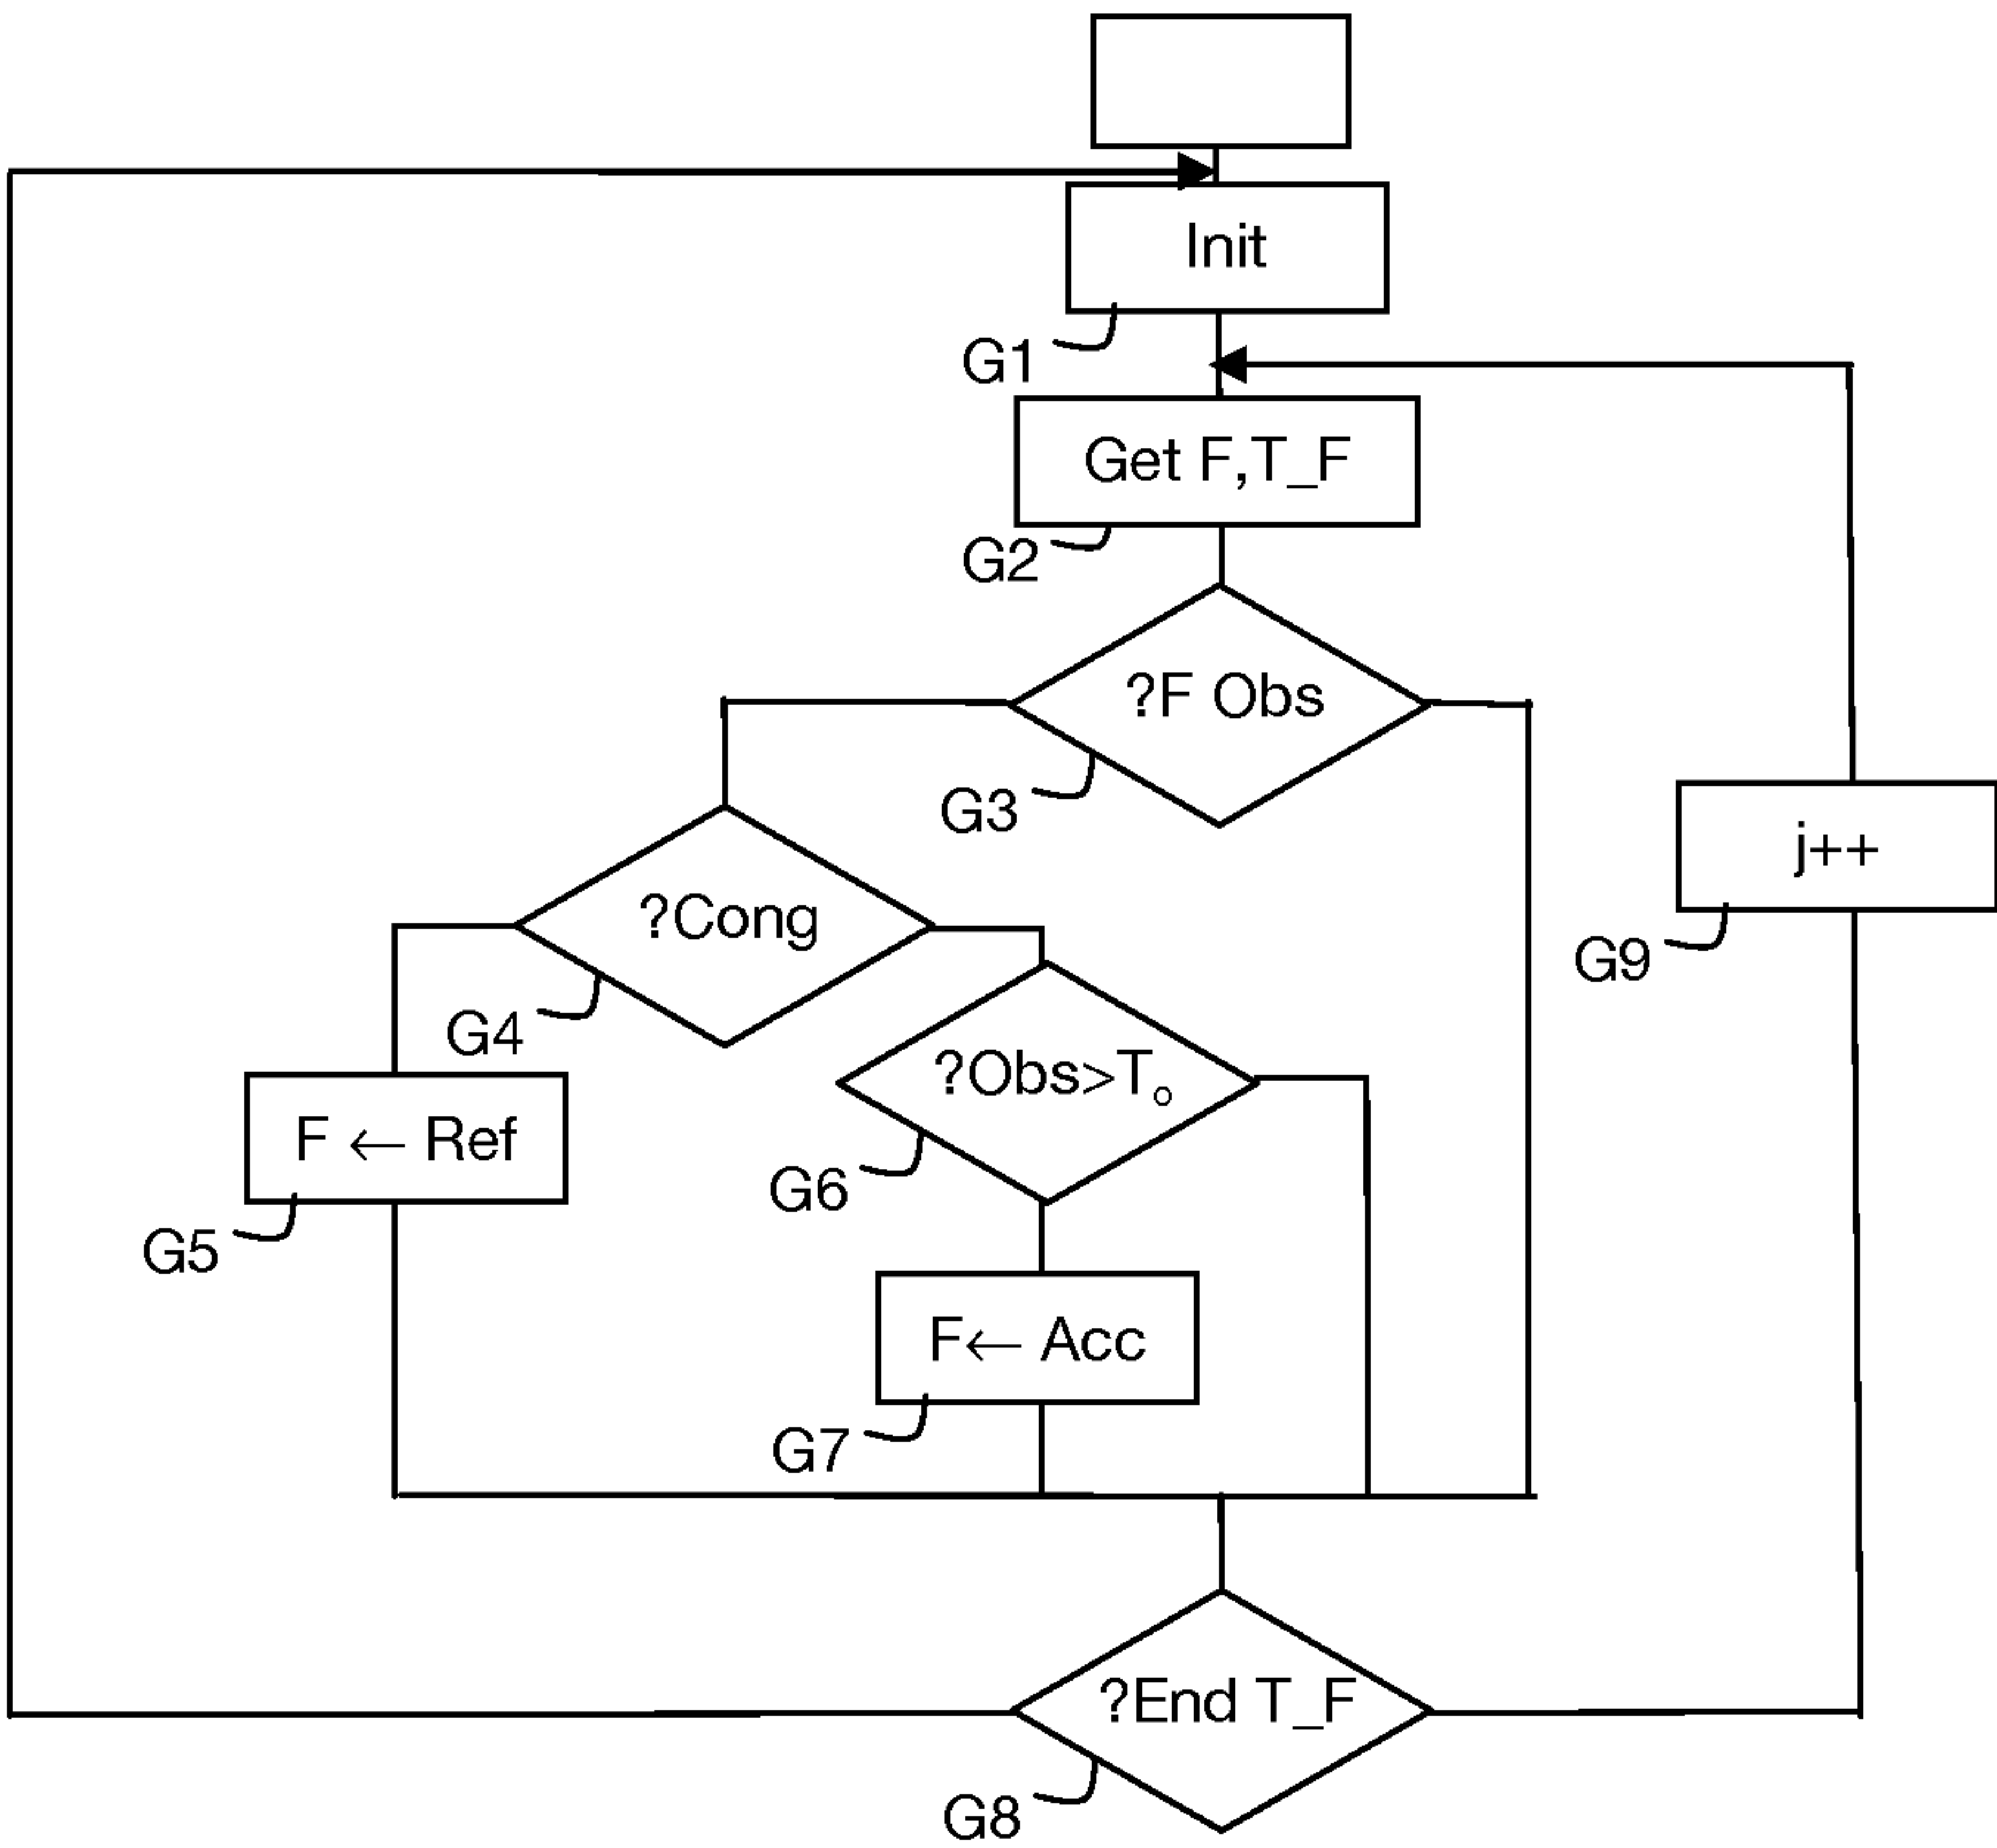 Init
G1
Get F,T_F
G2
?F Obs
G3
j++
G9
?Cong
G4
?Obs>Tₒ
G6
F ← Ref
G5
F← Acc
G7
?End T_F
G8